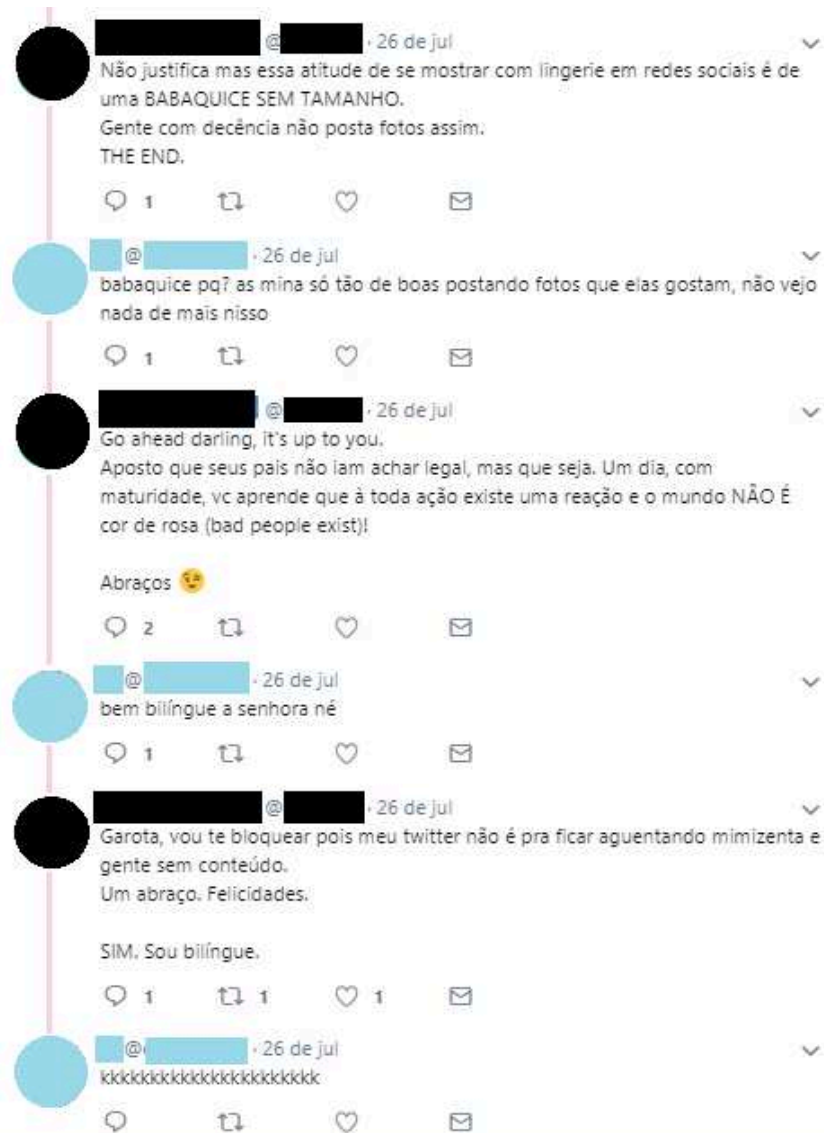 @ · 26 de jul
Não justifica mas essa atitude de se mostrar com lingerie em redes sociais é de
uma BABAQUICE SEM TAMANHO.
Gente com decência não posta fotos assim.
THE END.
1
@ · 26 de jul
babaquice pq? as mina só tão de boas postando fotos que elas gostam, não vejo
nada de mais nisso
1
@ · 26 de jul
Go ahead darling, it's up to you.
Aposto que seus pais não iam achar legal, mas que seja. Um dia, com
maturidade, vc aprende que à toda ação existe uma reação e o mundo NÃO É
cor de rosa (bad people exist)!
Abraços 😉
2
@ · 26 de jul
bem bilíngue a senhora né
1
@ · 26 de jul
Garota, vou te bloquear pois meu twitter não é pra ficar aguentando mimizenta e
gente sem conteúdo.
Um abraço. Felicidades.
SIM. Sou bilíngue.
1 1 1
@ · 26 de jul
kkkkkkkkkkkkkkkkkkkkkk